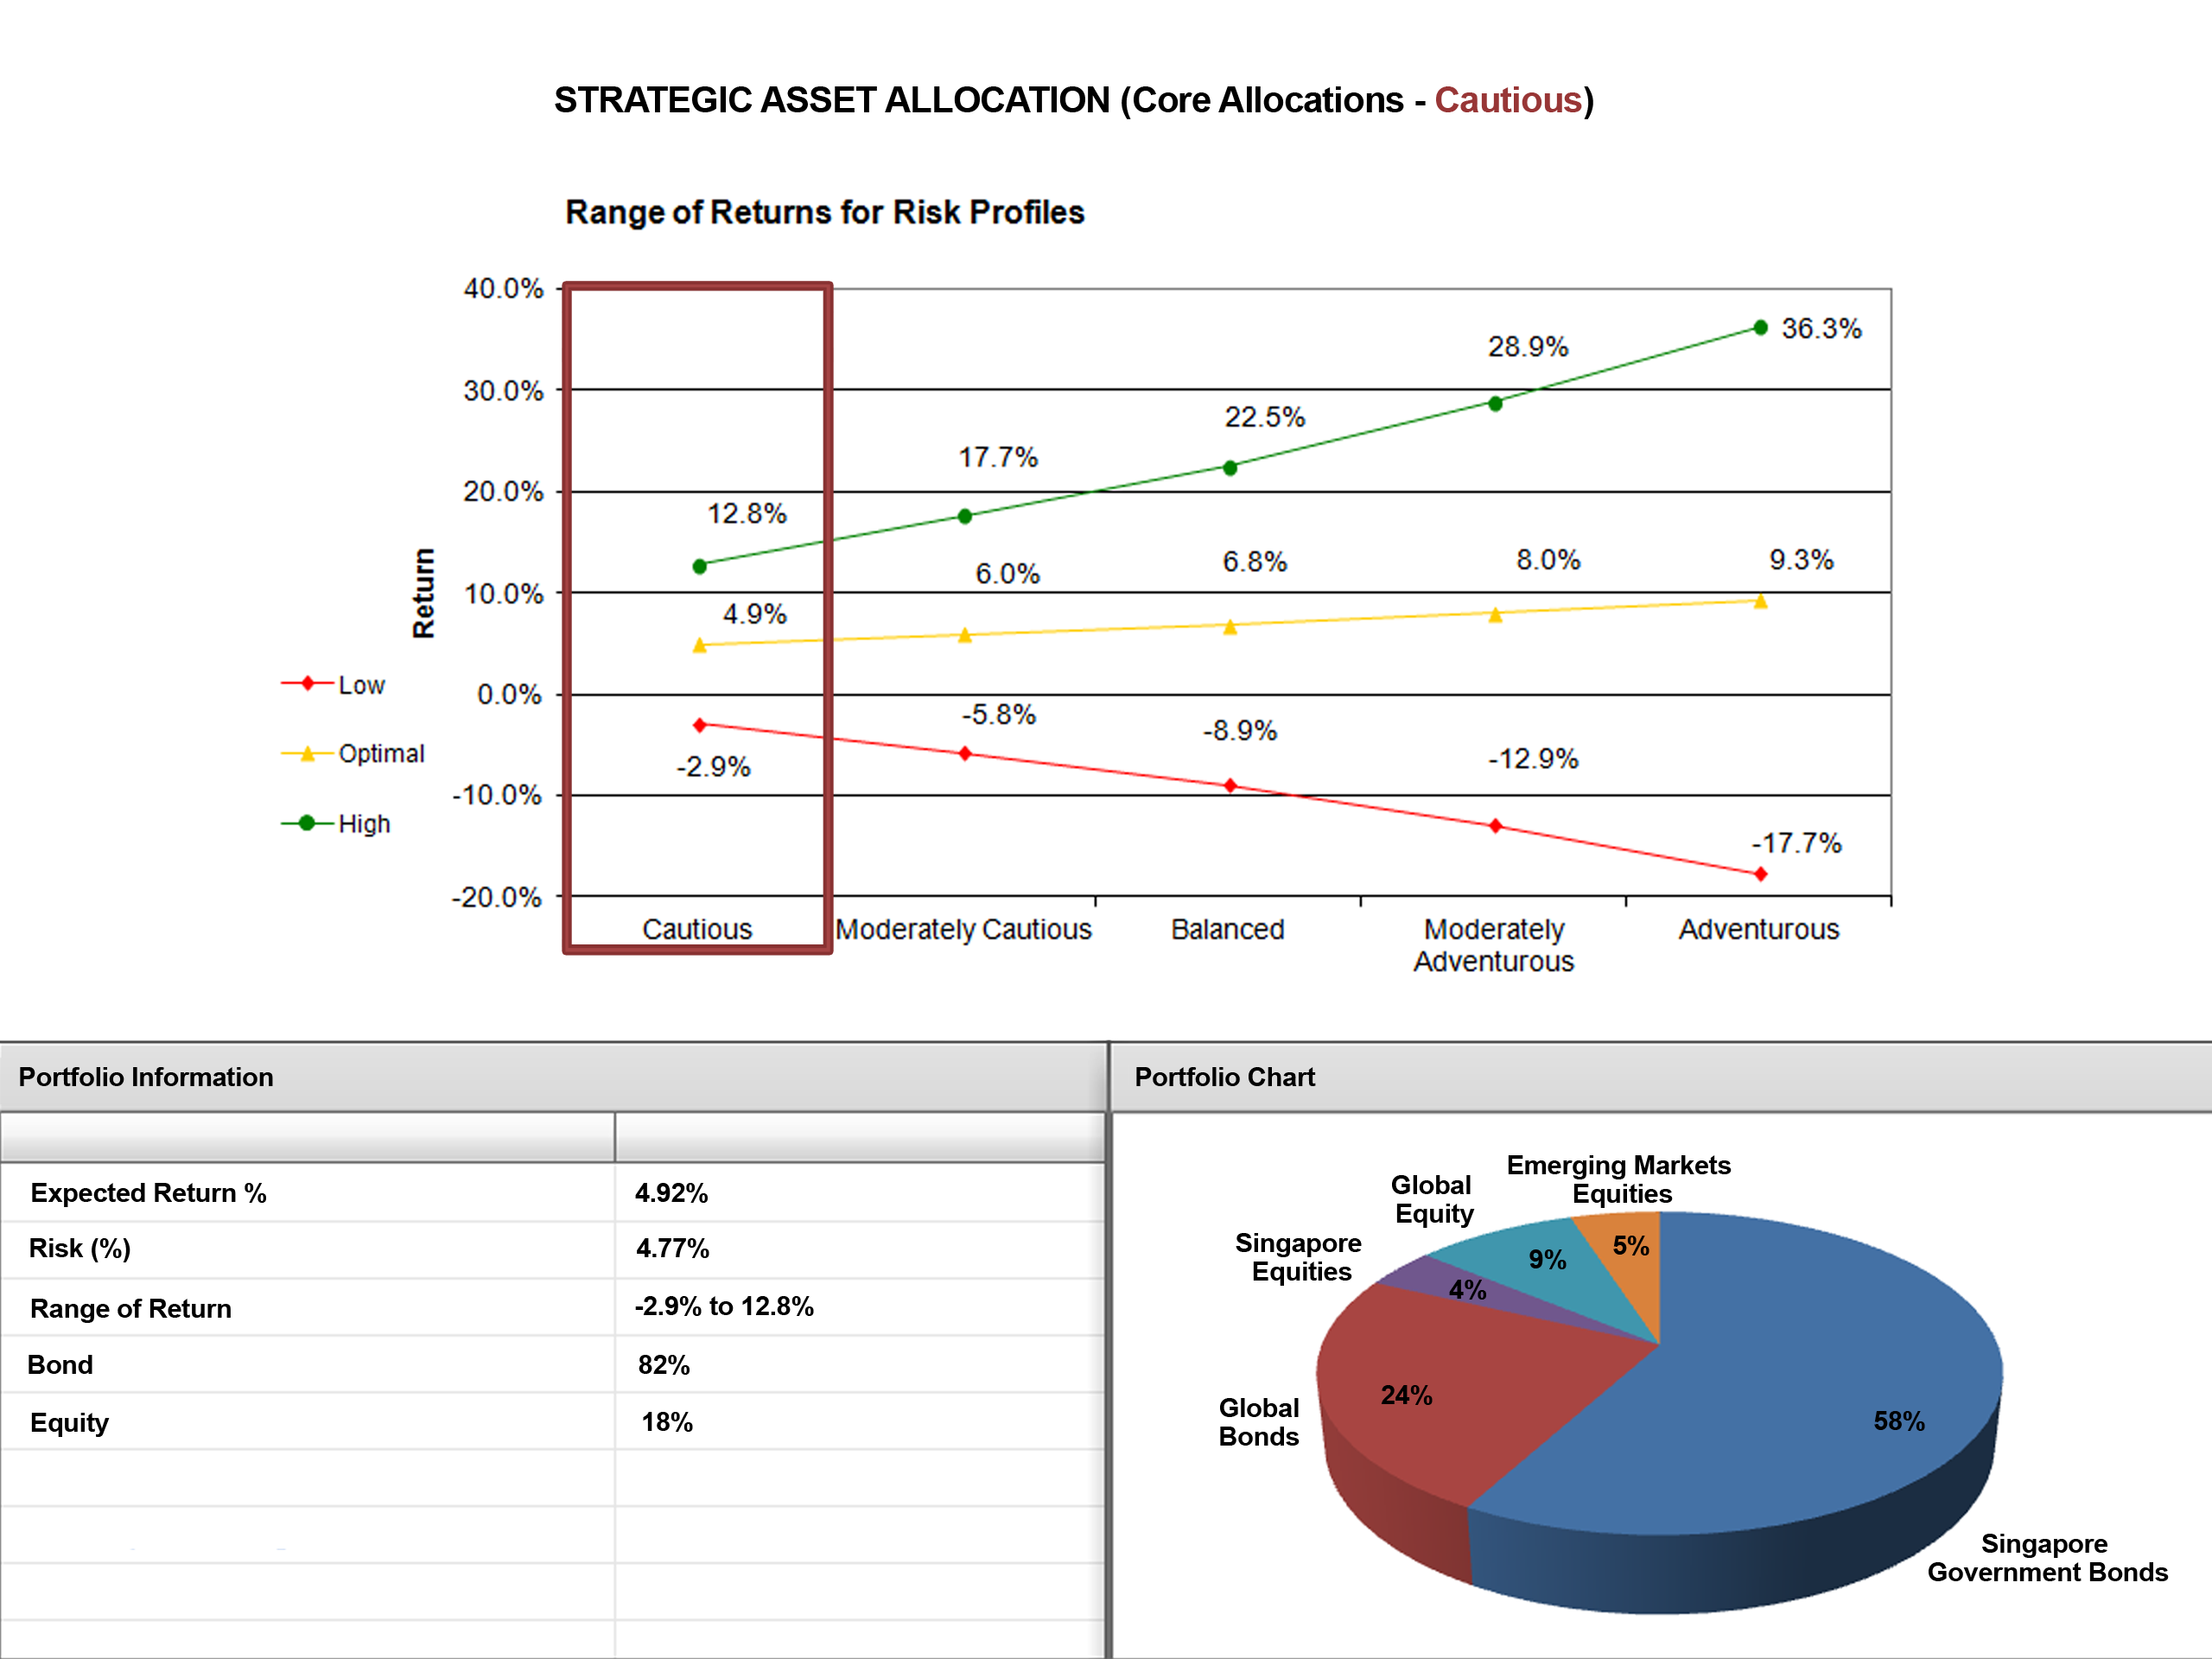 STRATEGIC ASSET ALLOCATION (Core Allocations - Cautious)
Range of Returns for Risk Profiles
Return
40.0%
30.0%
20.0%
10.0%
0.0%
-10.0%
-20.0%
Low
Optimal
High
12.8%
17.7%
22.5%
28.9%
36.3%
4.9%
6.0%
6.8%
8.0%
9.3%
-2.9%
-5.8%
-8.9%
-12.9%
-17.7%
Cautious
Moderately Cautious
Balanced
Moderately
Adventurous
Adventurous
Portfolio Information
Expected Return % 4.92%
Risk (%) 4.77%
Range of Return -2.9% to 12.8%
Bond 82%
Equity 18%
Portfolio Chart
Emerging Markets
Equities
5%
Global
Equity
9%
Singapore
Equities
4%
Global
Bonds
24%
58%
Singapore
Government Bonds